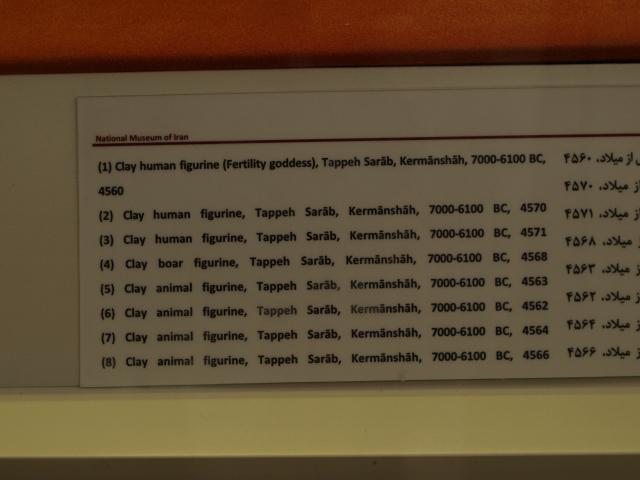 National Museum of Iran
(1) Clay human figurine (Fertility goddess), Tappeh Sarāb, Kermānshāh, 7000-6100 BC,
4560
(2) Clay human figurine, Tappeh Sarāb, Kermānshāh, 7000-6100 BC, 4570
(3) Clay human figurine, Tappeh Sarāb, Kermānshāh, 7000-6100 BC, 4571
(4) Clay boar figurine, Tappeh Sarāb, Kermānshāh, 7000-6100 BC, 4568
(5) Clay animal figurine, Tappeh Sarāb, Kermānshāh, 7000-6100 BC, 4563
(6) Clay animal figurine, Tappeh Sarāb, Kermānshāh, 7000-6100 BC, 4562
(7) Clay animal figurine, Tappeh Sarāb, Kermānshāh, 7000-6100 BC, 4564
(8) Clay animal figurine, Tappeh Sarāb, Kermānshāh, 7000-6100 BC, 4566
از میلاد، ۴۵۶۰
از میلاد، ۴۵۷۰
از میلاد، ۴۵۷۱
از میلاد، ۴۵۶۸
از میلاد، ۴۵۶۳
از میلاد، ۴۵۶۲
از میلاد، ۴۵۶۴
از میلاد، ۴۵۶۶